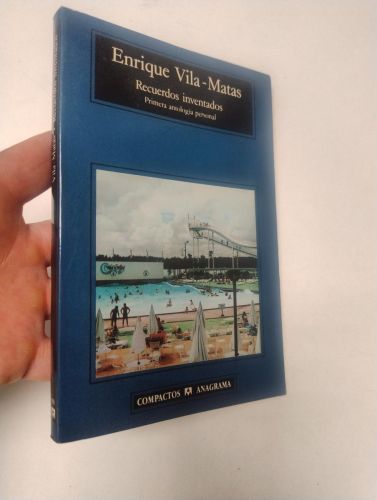 Enrique Vila-Matas
Recuerdos inventados
Primera antología personal
COMPACTOS ANAGRAMA